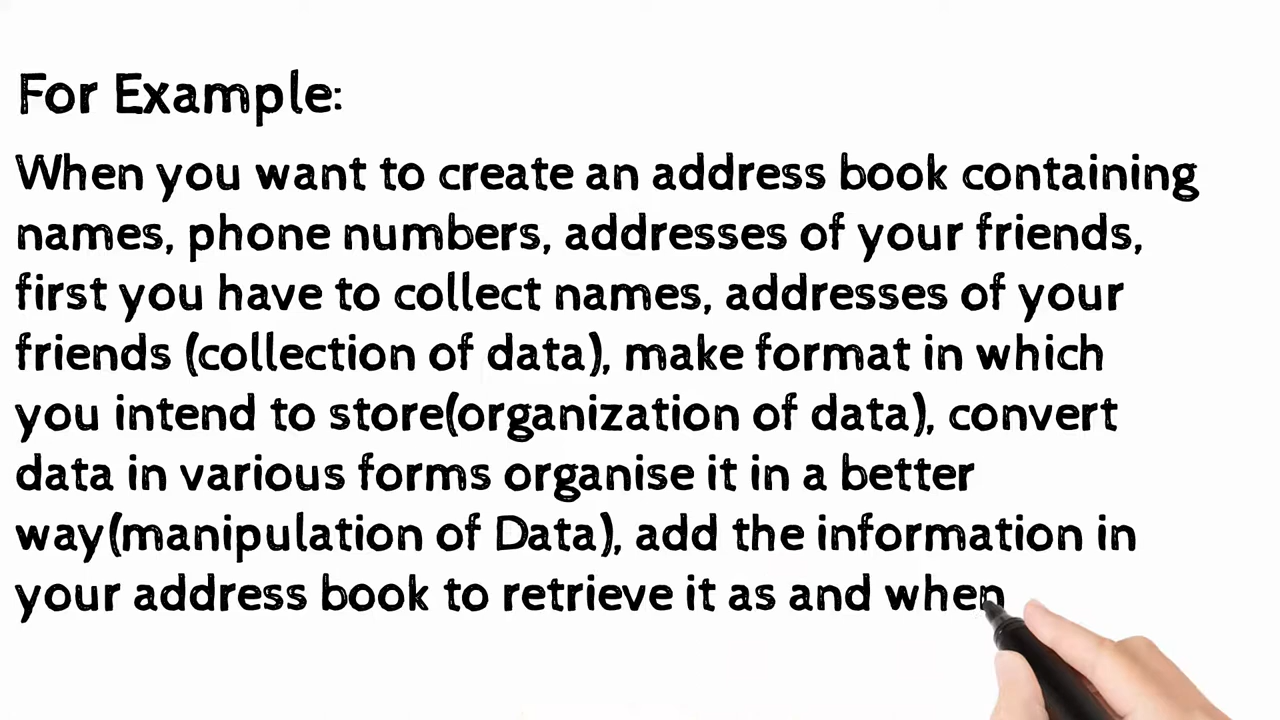 For Example:
When you want to create an address book containing
names, phone numbers, addresses of your friends,
first you have to collect names, addresses of your
friends (collection of data), make format in which
you intend to store(organization of data), convert
data in various forms organise it in a better
way(manipulation of Data), add the information in
your address book to retrieve it as and when